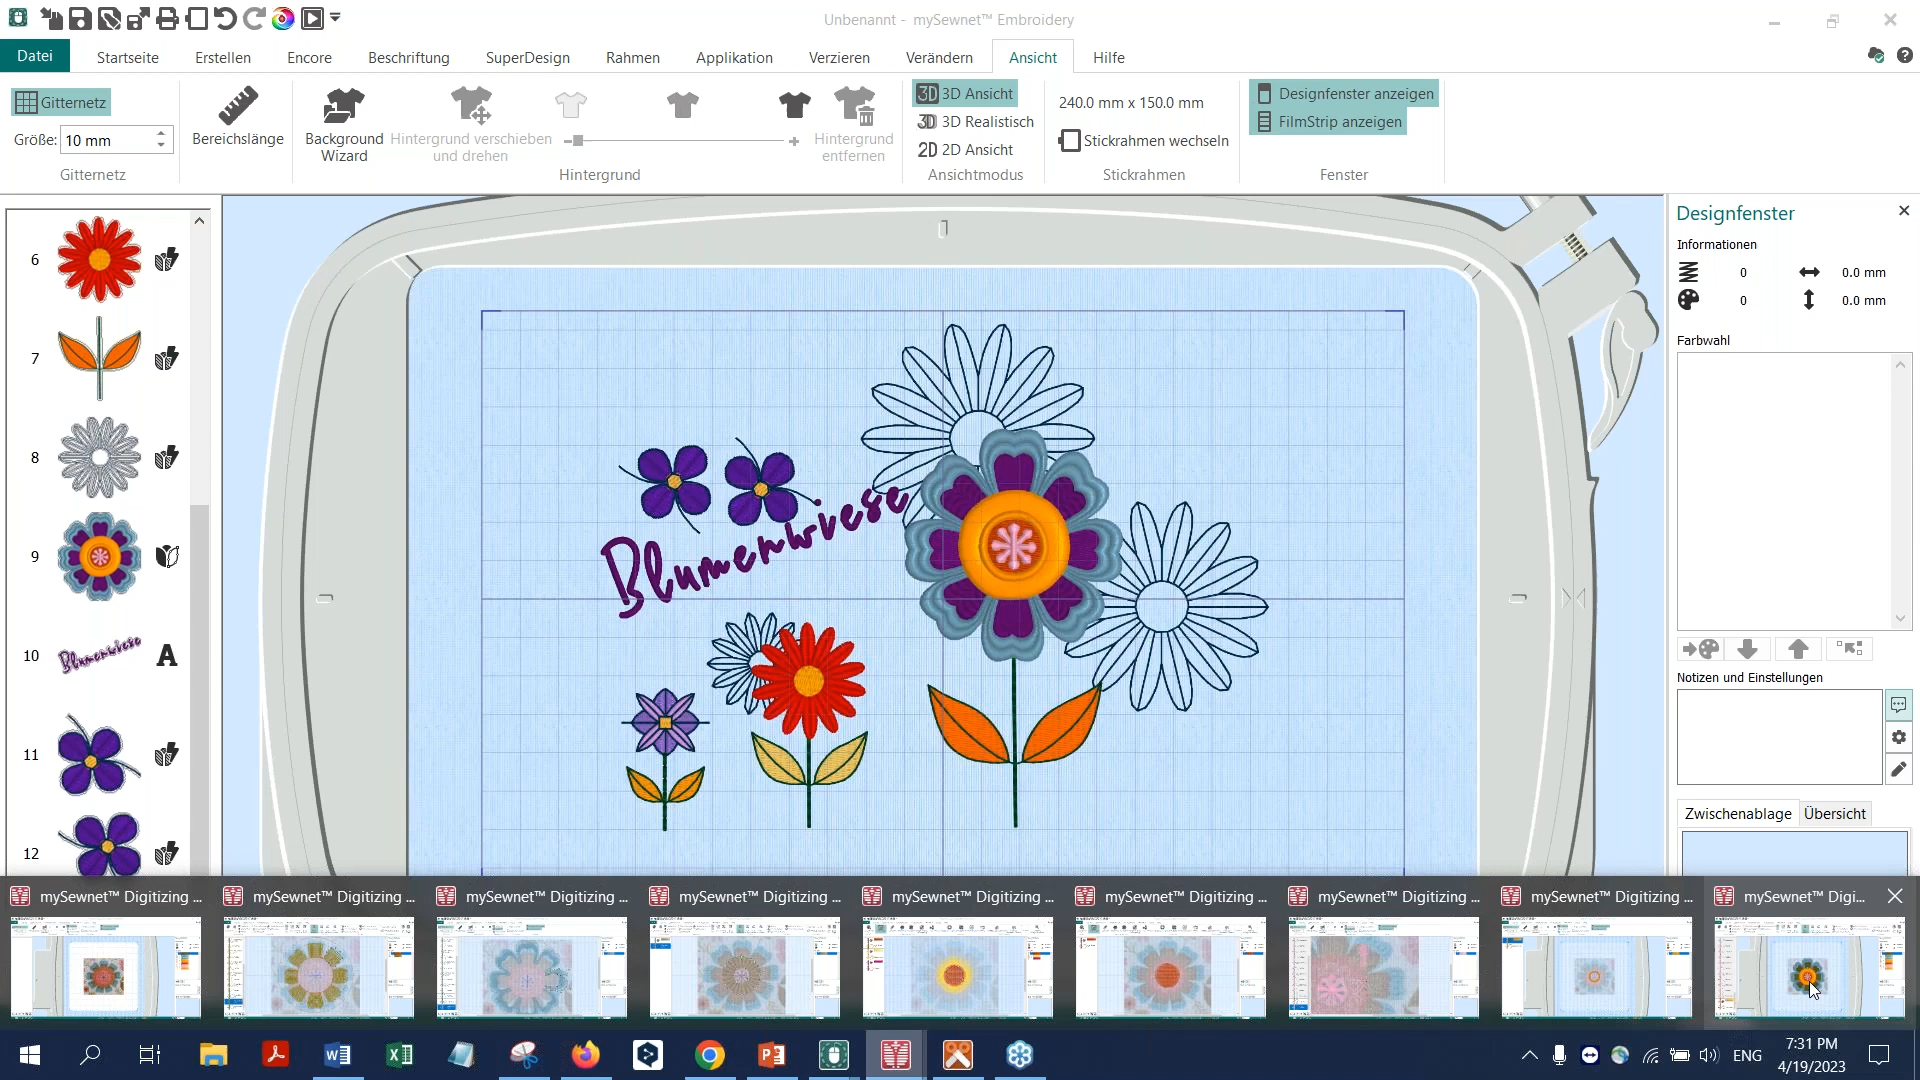 Unbenannt - mySewnet™ Embroidery
Datei Startseite Erstellen Encore Beschriftung SuperDesign Rahmen Applikation Verzieren Verändern Ansicht Hilfe
Gitternetz
Größe: 10 mm
Gitternetz
Bereichslänge
Background Wizard
Hintergrund verschieben und drehen
Hintergrund entfernen
Hintergrund
3D 3D Ansicht
3D 3D Realistisch
2D 2D Ansicht
Ansichtmodus
240.0 mm x 150.0 mm
Stickrahmen wechseln
Stickrahmen
Designfenster anzeigen
FilmStrip anzeigen
Fenster
6
7
8
9
10 Blumenwiese A
11
12
Blumenwiese
Designfenster
Informationen
0 0.0 mm
0 0.0 mm
Farbwahl
Notizen und Einstellungen
Zwischenablage Übersicht
mySewnet™ Digitizing ... mySewnet™ Digitizing ... mySewnet™ Digitizing ... mySewnet™ Digitizing ... mySewnet™ Digitizing ... mySewnet™ Digitizing ... mySewnet™ Digitizing ... mySewnet™ Digitizing ... mySewnet™ Digi...
ENG
7:31 PM
4/19/2023